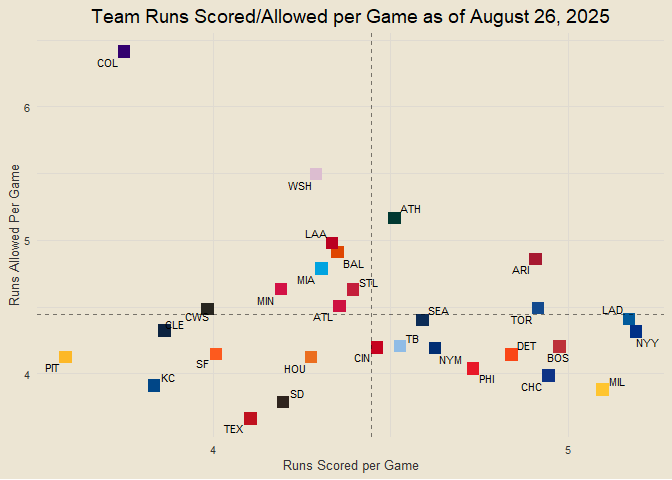 Team Runs Scored/Allowed per Game as of August 26, 2025
COL
6
WSH
ATH
LAA
5
BAL
ARI
MIA
STL
MIN
ATL
CWS
SEA
TOR
LAD
CLE
NYY
TB
DET
CIN
NYM
BOS
PIT
SF
HOU
4
PHI
KC
CHC
MIL
SD
TEX
Runs Allowed Per Game
4
5
Runs Scored per Game